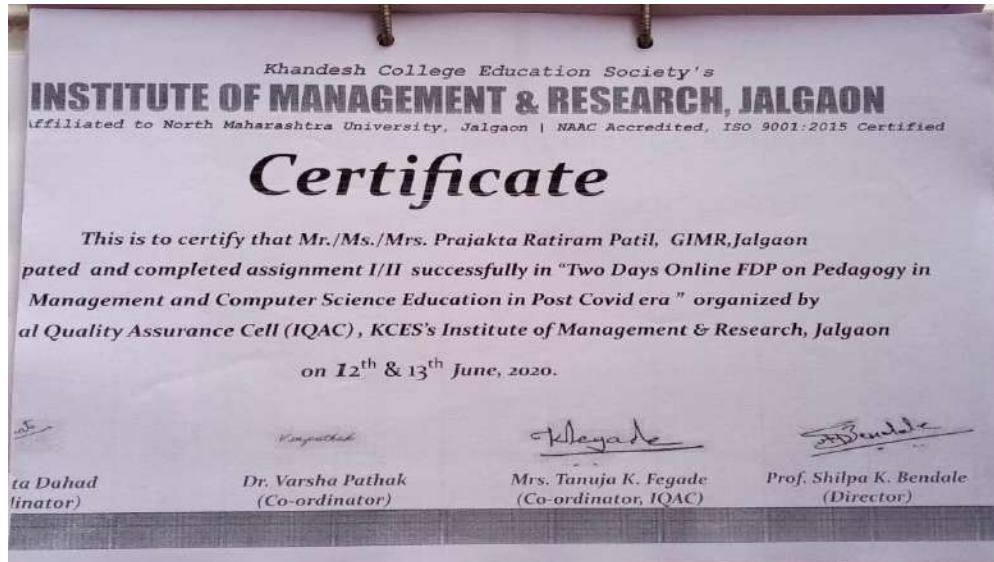 Khandesh College Education Society's
INSTITUTE OF MANAGEMENT & RESEARCH, JALGAON
ffiliated to North Maharashtra University, Jalgaon | NAAC Accredited, ISO 9001:2015 Certified
Certificate
This is to certify that Mr./Ms./Mrs. Prajakta Ratiram Patil, GIMR,Jalgaon
pated and completed assignment I/II successfully in “Two Days Online FDP on Pedagogy in
Management and Computer Science Education in Post Covid era ” organized by
al Quality Assurance Cell (IQAC) , KCES's Institute of Management & Research, Jalgaon
on 12th & 13th June, 2020.
Vmpathak TKFegade SBendale
ta Dahad Dr. Varsha Pathak Mrs. Tanuja K. Fegade Prof. Shilpa K. Bendale
linator) (Co-ordinator) (Co-ordinator, IQAC) (Director)